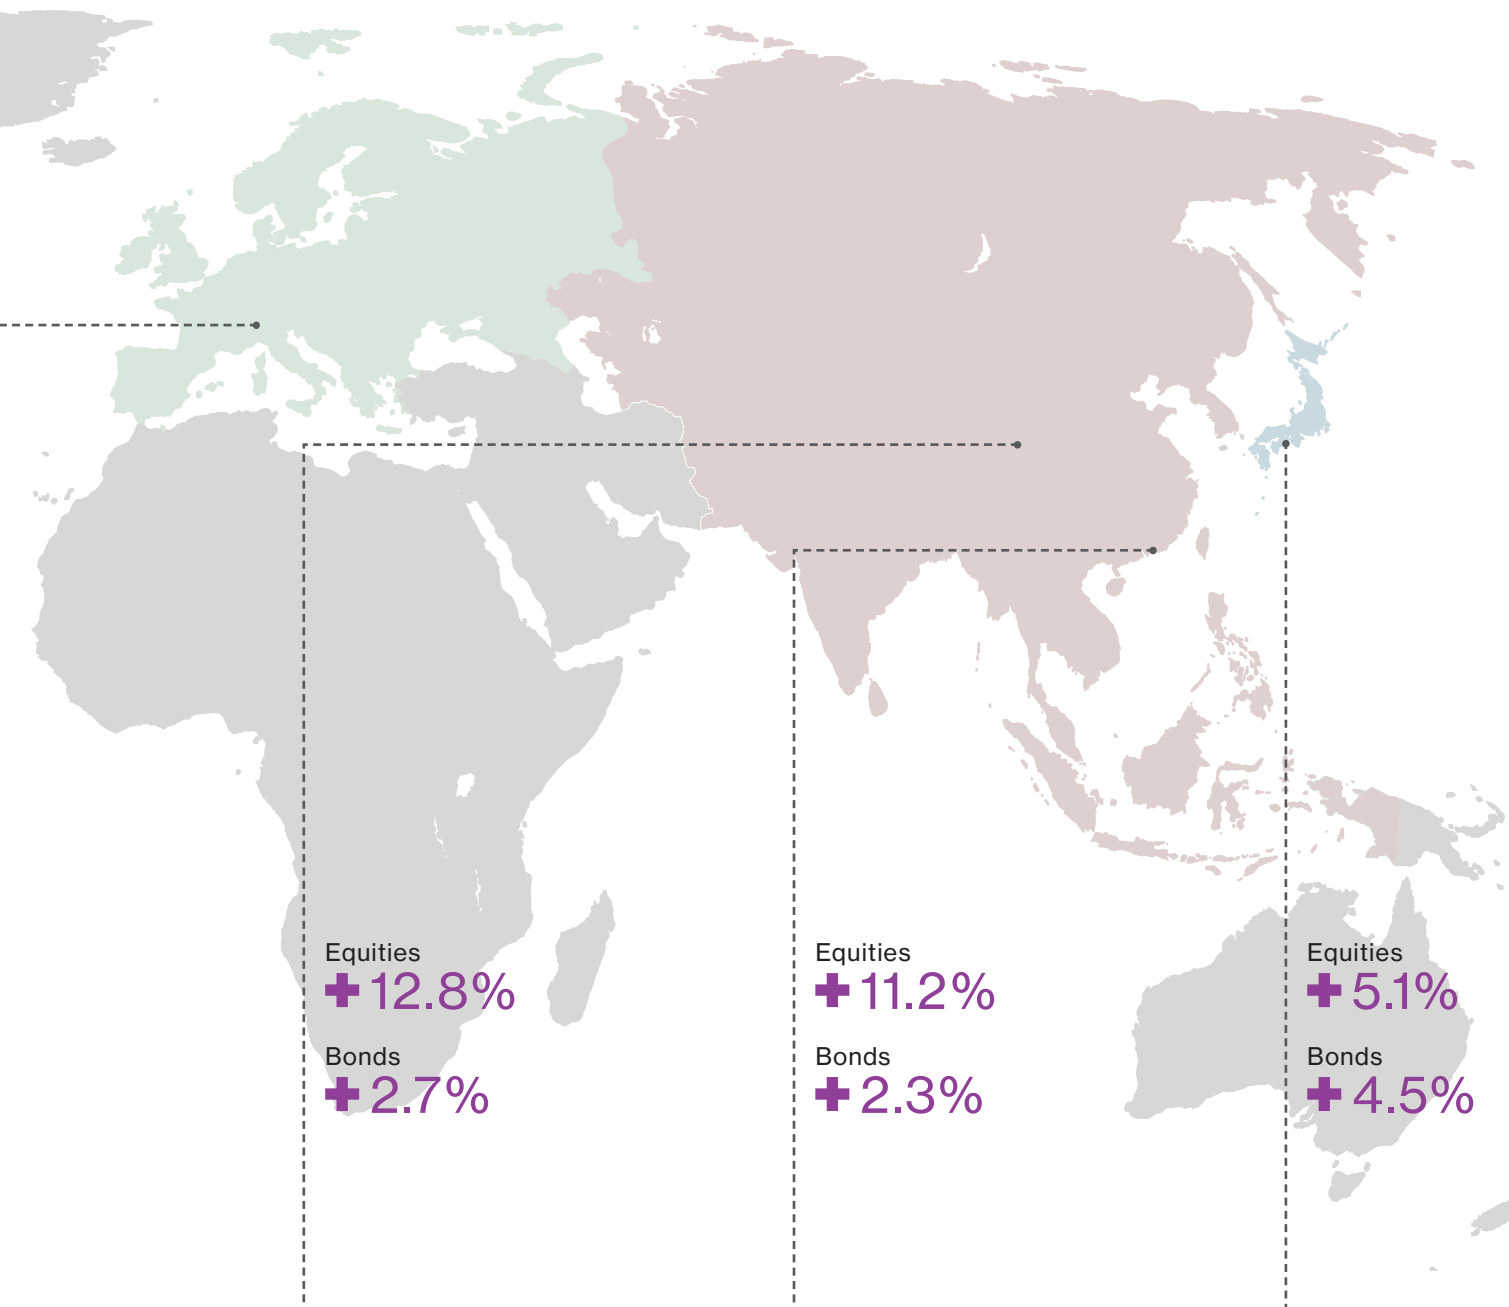 Equities
+12.8%
Bonds
+2.7%
Equities
+11.2%
Bonds
+2.3%
Equities
+5.1%
Bonds
+4.5%